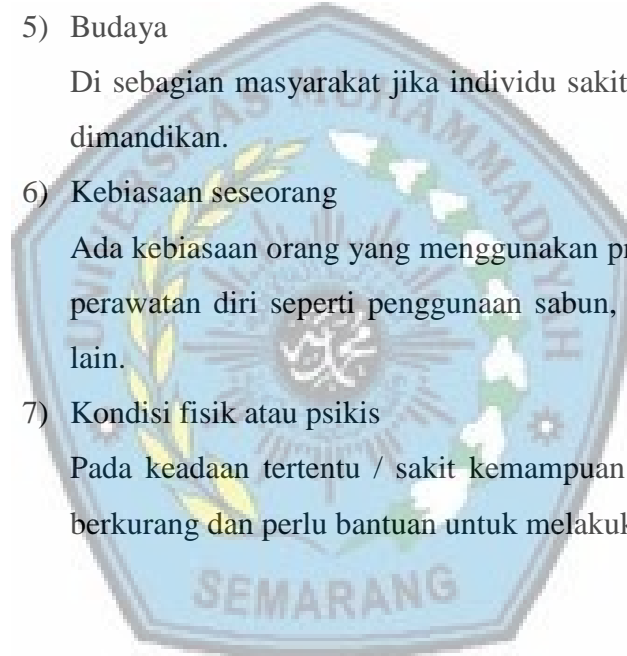 5) Budaya
Di sebagian masyarakat jika individu sakit
dimandikan.
6) Kebiasaan seseorang
Ada kebiasaan orang yang menggunakan pr
perawatan diri seperti penggunaan sabun,
lain.
7) Kondisi fisik atau psikis
Pada keadaan tertentu / sakit kemampuan
berkurang dan perlu bantuan untuk melakuk
UNIVERSITAS MUHAMMADIYAH
SEMARANG